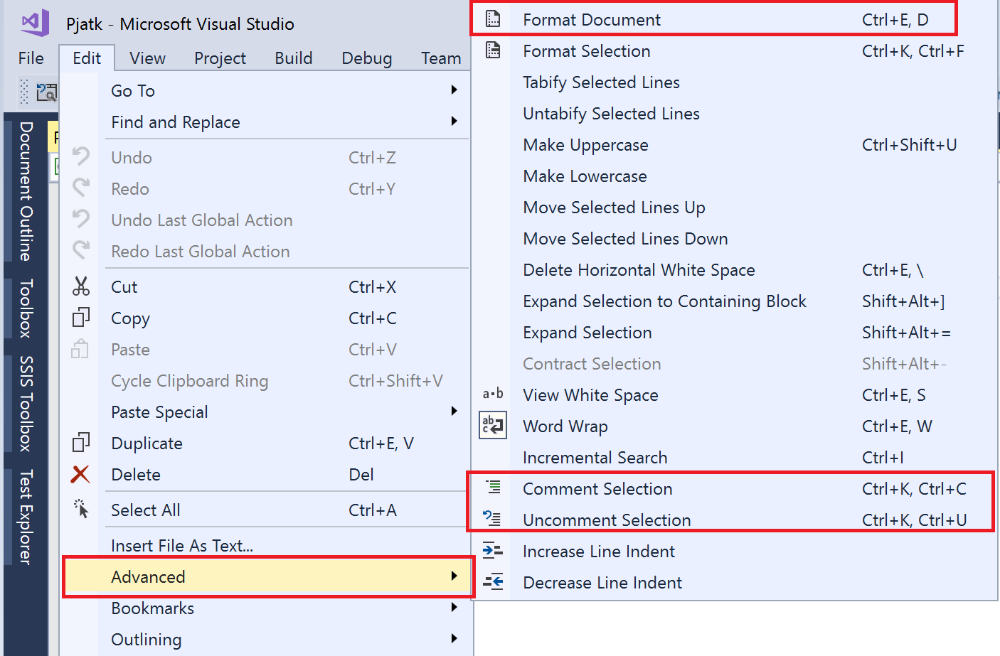 Pjatk - Microsoft Visual Studio
File Edit View Project Build Debug Team
Document Outline
Toolbox
SSIS Toolbox
Test Explorer
Go To
Find and Replace
Undo Ctrl+Z
Redo Ctrl+Y
Undo Last Global Action
Redo Last Global Action
Cut Ctrl+X
Copy Ctrl+C
Paste Ctrl+V
Cycle Clipboard Ring Ctrl+Shift+V
Paste Special
Duplicate Ctrl+E, V
Delete Del
Select All Ctrl+A
Insert File As Text...
Advanced
Bookmarks
Outlining
Format Document Ctrl+E, D
Format Selection Ctrl+K, Ctrl+F
Tabify Selected Lines
Untabify Selected Lines
Make Uppercase Ctrl+Shift+U
Make Lowercase
Move Selected Lines Up
Move Selected Lines Down
Delete Horizontal White Space Ctrl+E, \
Expand Selection to Containing Block Shift+Alt+]
Expand Selection Shift+Alt+=
Contract Selection Shift+Alt+-
a·b View White Space Ctrl+E, S
abc Word Wrap Ctrl+E, W
Incremental Search Ctrl+I
Comment Selection Ctrl+K, Ctrl+C
Uncomment Selection Ctrl+K, Ctrl+U
Increase Line Indent
Decrease Line Indent